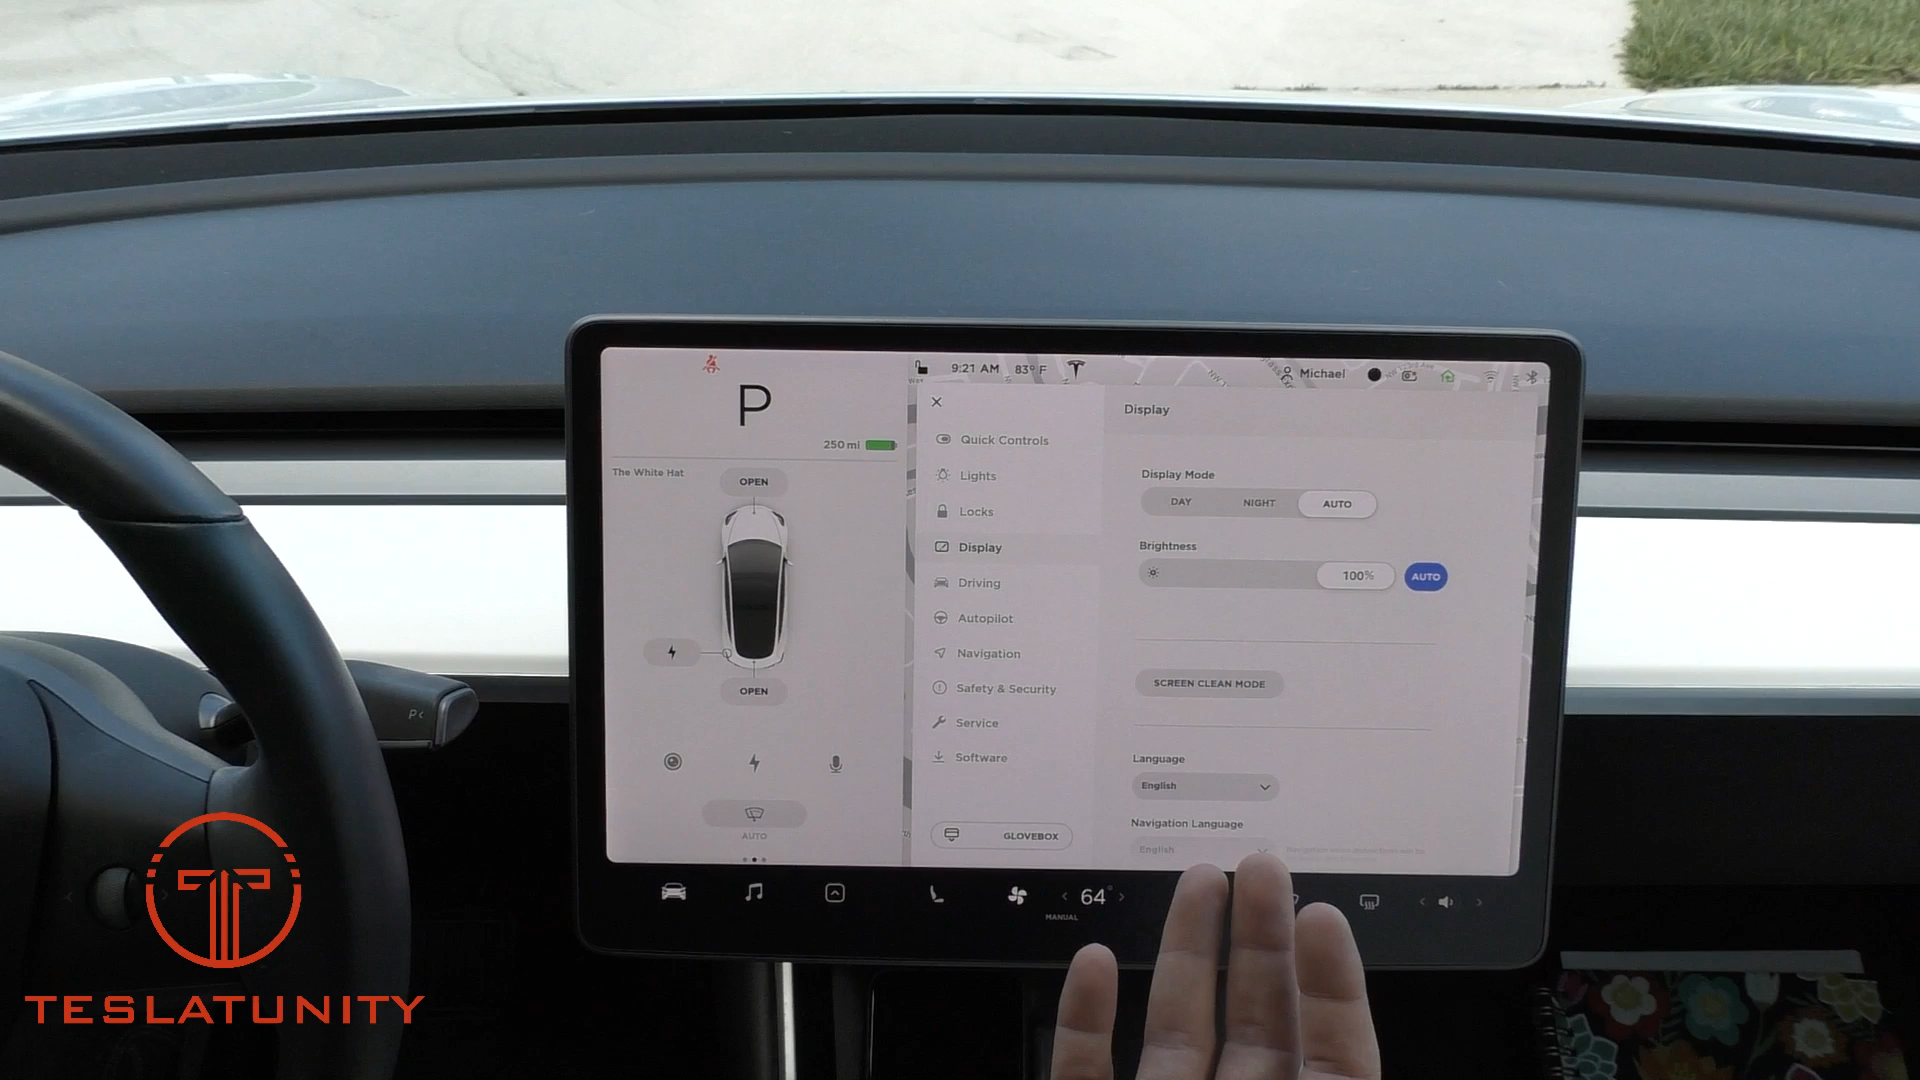 P
250 mi
The White Hat
OPEN
OPEN
AUTO
9:21 AM 83° F
Michael
Display
Quick Controls
Lights
Locks
Display
Driving
Autopilot
Navigation
Safety & Security
Service
Software
GLOVEBOX
Display Mode
DAY NIGHT AUTO
Brightness
100% AUTO
SCREEN CLEAN MODE
Language
English
Navigation Language
English
< 64° >
MANUAL
P<
TESLATUNITY